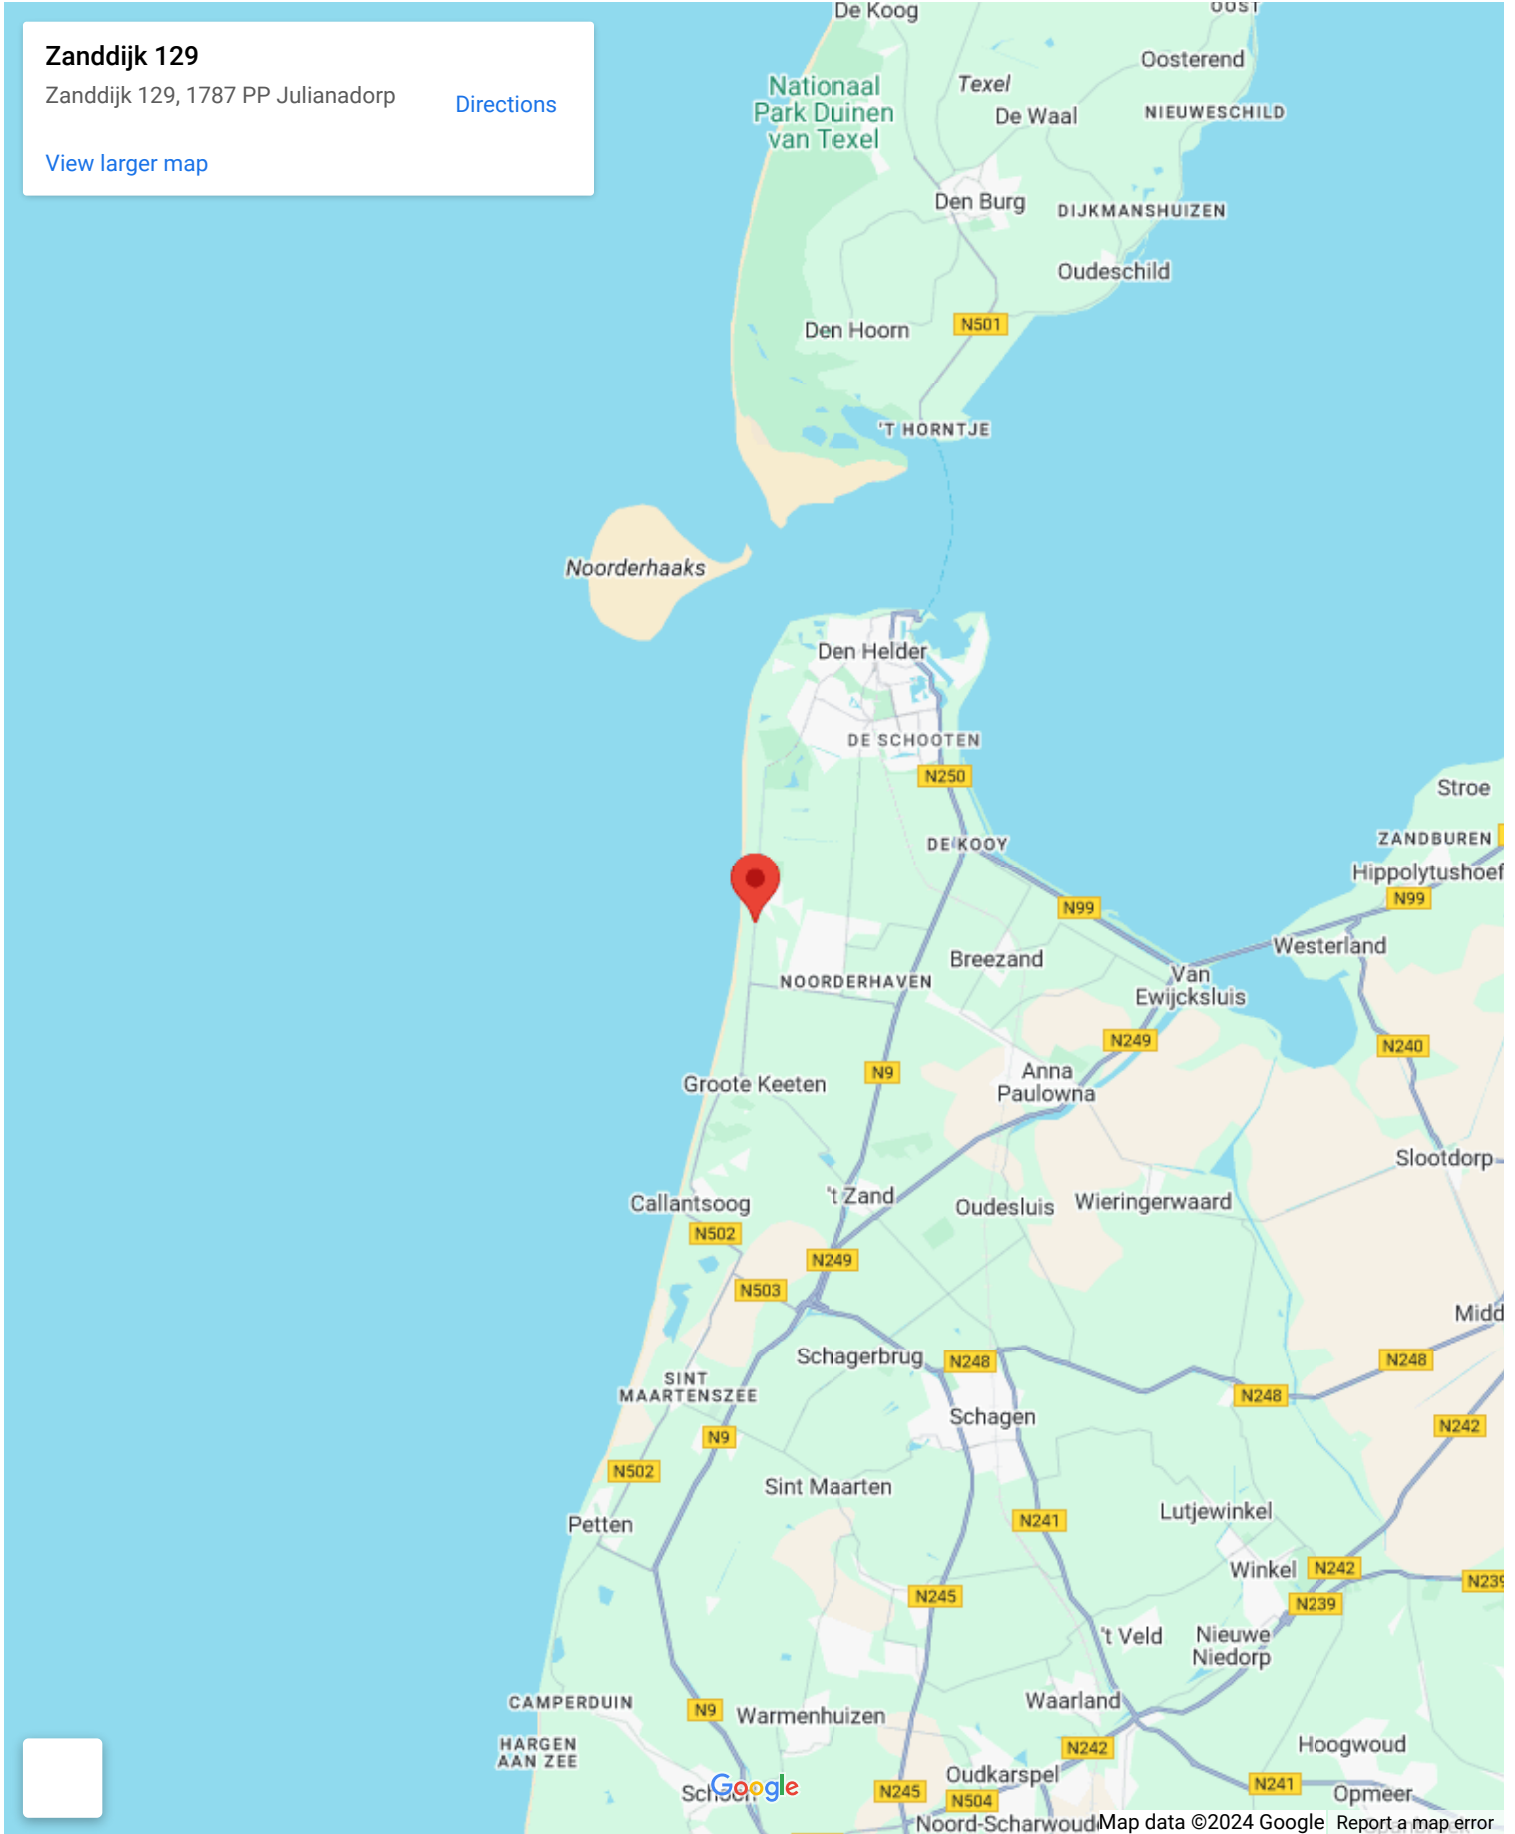 Zanddijk 129
Zanddijk 129, 1787 PP Julianadorp
Directions
View larger map
De Koog
OOST
Oosterend
Nationaal
Park Duinen
van Texel
Texel
De Waal
NIEUWESCHILD
Den Burg
DIJKMANSHUIZEN
Oudeschild
Den Hoorn
N501
'T HORNTJE
Noorderhaaks
Den Helder
DE SCHOOTEN
N250
Stroe
ZANDBUREN
DE KOOY
Hippolytushoef
N99
N99
Westerland
Breezand
NOORDERHAVEN
Van
Ewijcksluis
N249
N240
N9
Anna
Paulowna
Groote Keeten
Slootdorp
't Zand
Callantsoog
Oudesluis
Wieringerwaard
N502
N249
N503
Midd
Schagerbrug
N248
N248
SINT
MAARTENSZEE
N248
Schagen
N242
N9
N502
Sint Maarten
Lutjewinkel
Petten
N241
Winkel
N242
N239
N245
N239
't Veld
Nieuwe
Niedorp
CAMPERDUIN
Waarland
N9
Warmenhuizen
HARGEN
AAN ZEE
N242
Hoogwoud
Oudkarspel
N241
Google
N245
N504
Opmeer
Noord-Scharwoud
Map data ©2024 Google
Report a map error